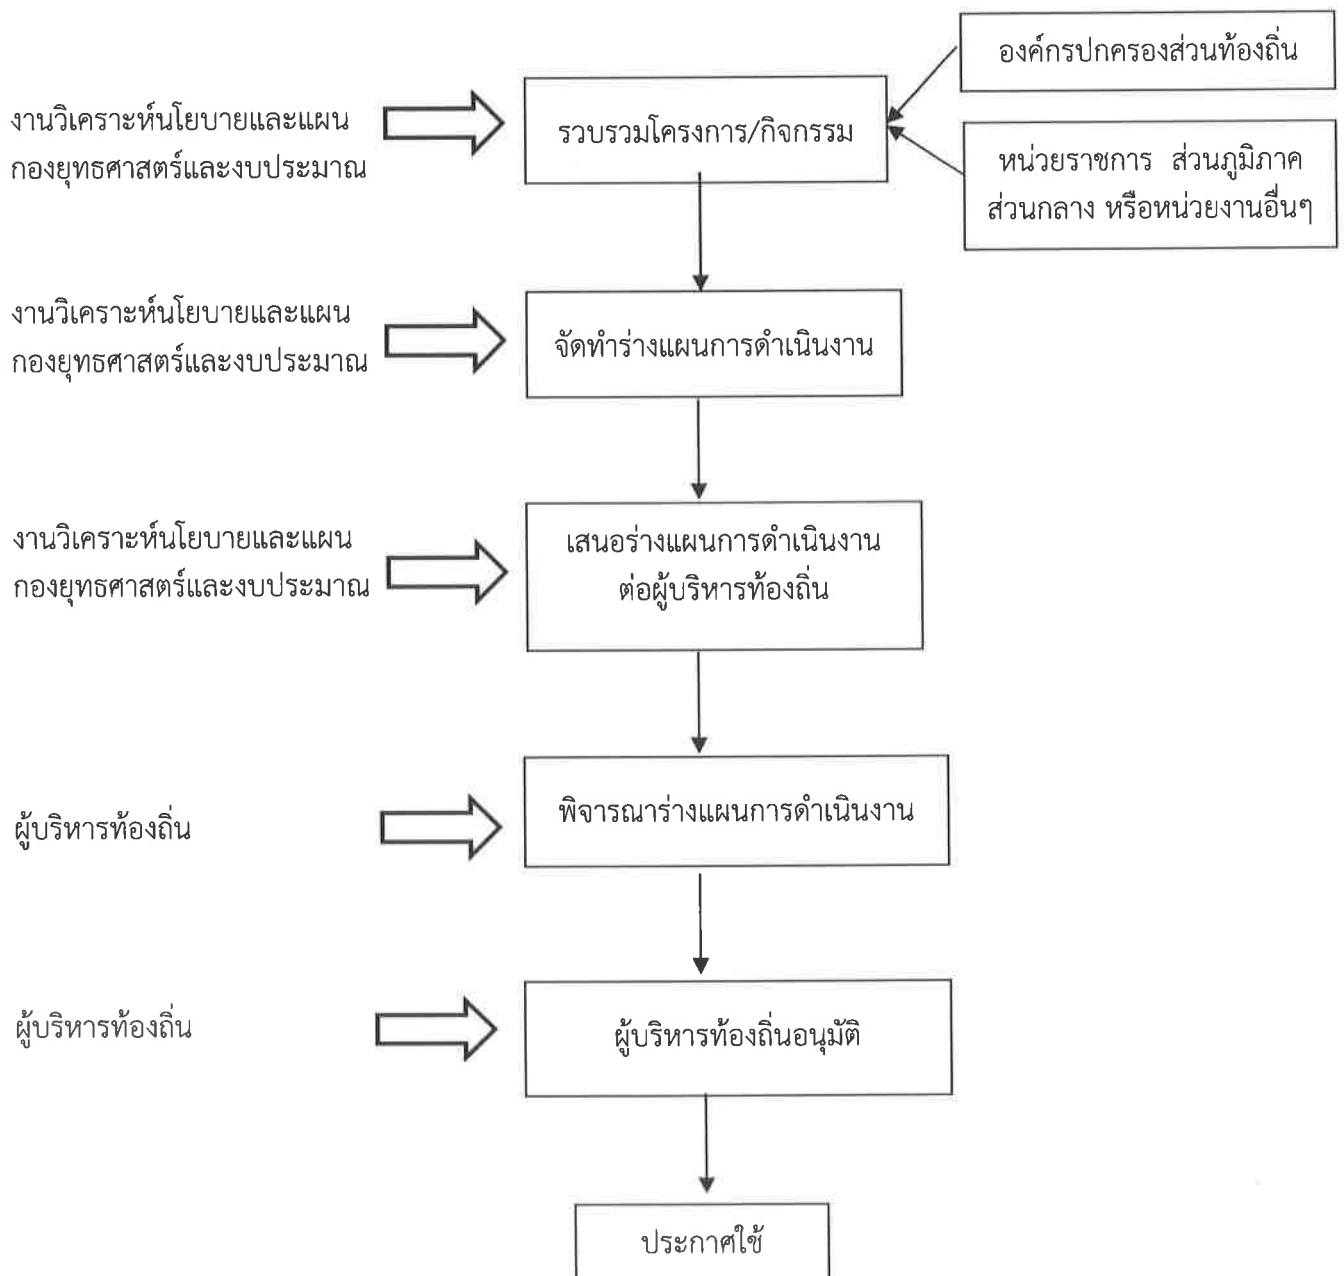 องค์กรปกครองส่วนท้องถิ่น
งานวิเคราะห์นโยบายและแผน
กองยุทธศาสตร์และงบประมาณ
รวบรวมโครงการ/กิจกรรม
หน่วยราชการ ส่วนภูมิภาค
ส่วนกลาง หรือหน่วยงานอื่นๆ
งานวิเคราะห์นโยบายและแผน
กองยุทธศาสตร์และงบประมาณ
จัดทำร่างแผนการดำเนินงาน
งานวิเคราะห์นโยบายและแผน
กองยุทธศาสตร์และงบประมาณ
เสนอร่างแผนการดำเนินงาน
ต่อผู้บริหารท้องถิ่น
ผู้บริหารท้องถิ่น
พิจารณาร่างแผนการดำเนินงาน
ผู้บริหารท้องถิ่น
ผู้บริหารท้องถิ่นอนุมัติ
ประกาศใช้